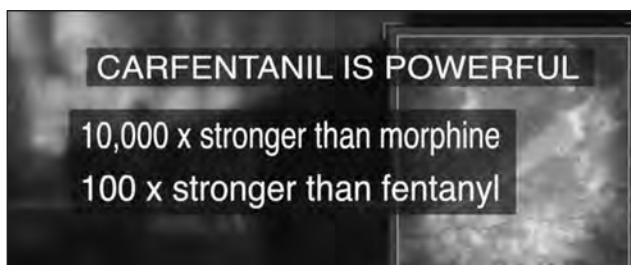 CARFENTANIL IS POWERFUL
10,000 x stronger than morphine
100 x stronger than fentanyl